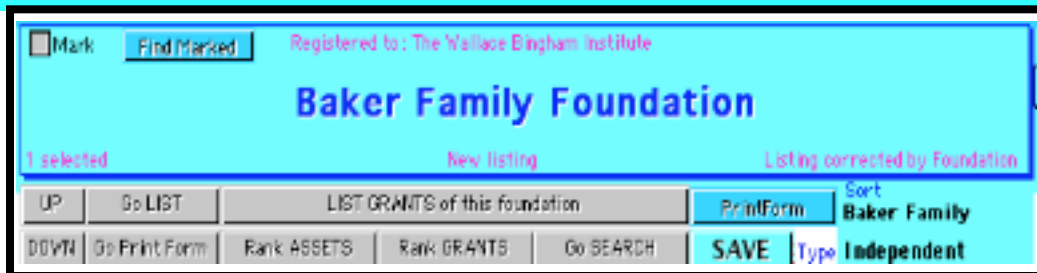 Mark Find Marked Registered to: The Wallace Bingham Institute
Baker Family Foundation
1 selected New listing Listing corrected by Foundation
UP Go LIST LIST GRANTS of this foundation PrintForm Sort Baker Family
DOWN Go Print Form Rank ASSETS Rank GRANTS Go SEARCH SAVE Type Independent